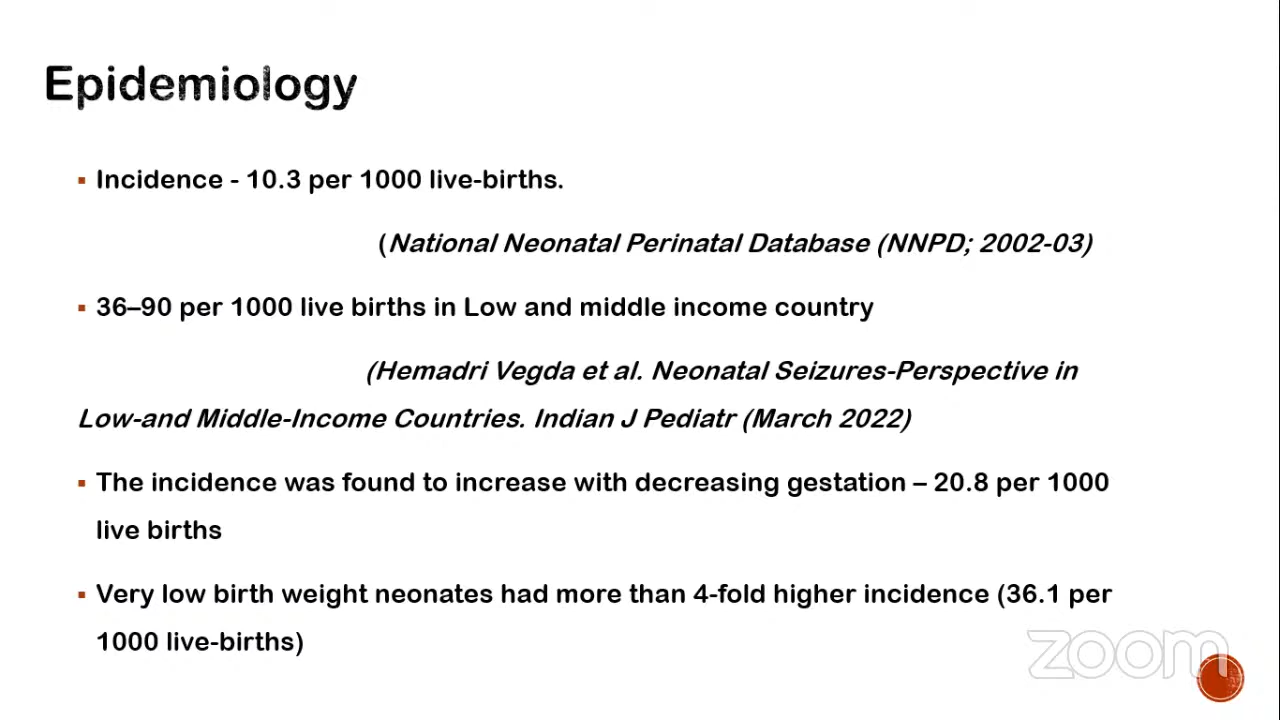 Epidemiology
▪ Incidence - 10.3 per 1000 live-births.
(National Neonatal Perinatal Database (NNPD; 2002-03)
▪ 36–90 per 1000 live births in Low and middle income country
(Hemadri Vegda et al. Neonatal Seizures-Perspective in
Low-and Middle-Income Countries. Indian J Pediatr (March 2022)
▪ The incidence was found to increase with decreasing gestation – 20.8 per 1000
live births
▪ Very low birth weight neonates had more than 4-fold higher incidence (36.1 per
1000 live-births)
zoom